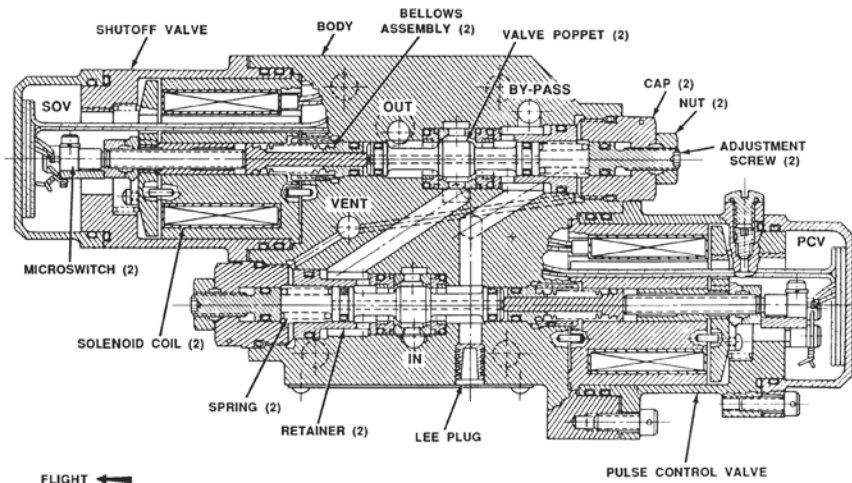 SHUTOFF VALVE
BODY
BELLOWS
ASSEMBLY (2)
VALVE POPPET (2)
SOV
OUT
BY-PASS
CAP (2)
NUT (2)
ADJUSTMENT
SCREW (2)
VENT
PCV
MICROSWITCH (2)
SOLENOID COIL (2)
IN
SPRING (2)
RETAINER (2)
LEE PLUG
PULSE CONTROL VALVE
FLIGHT